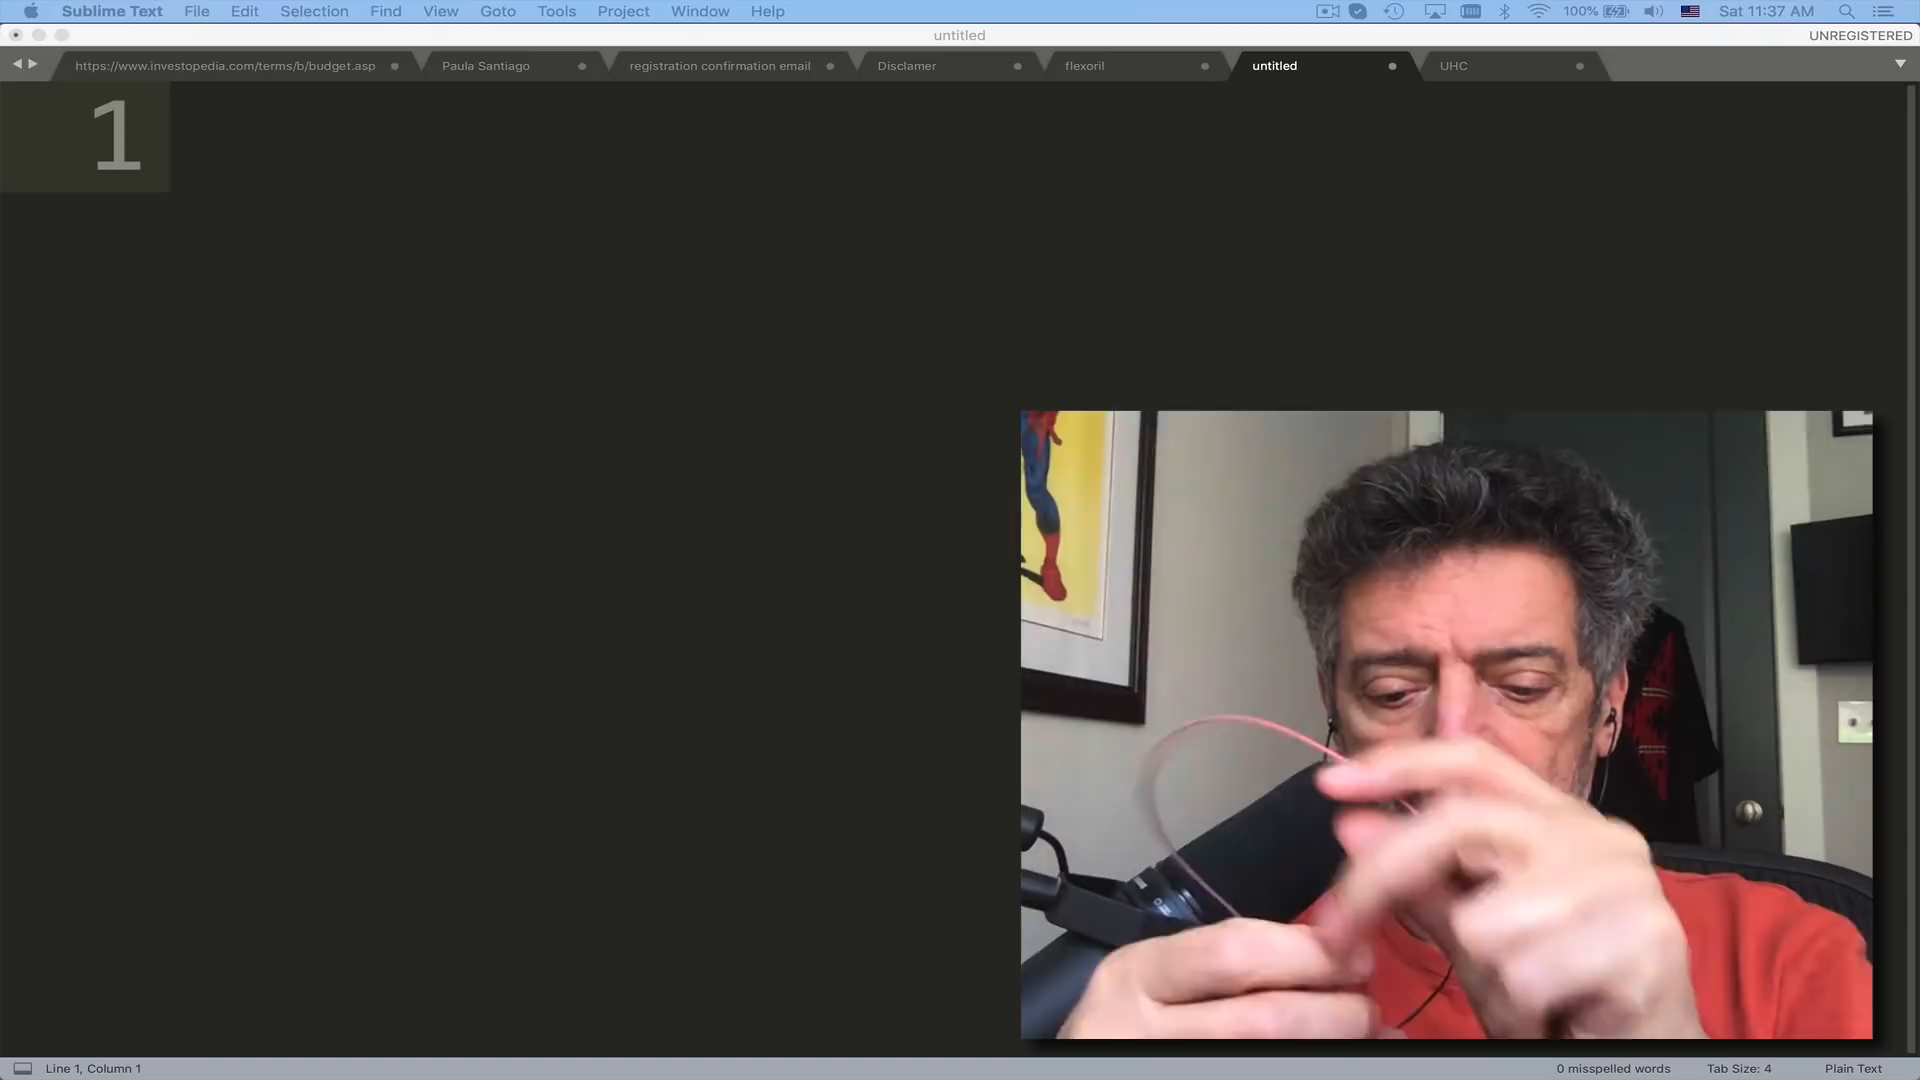 Sublime Text File Edit Selection Find View Goto Tools Project Window Help 100% Sat 11:37 AM
untitled UNREGISTERED
https://www.investopedia.com/terms/b/budget.asp Paula Santiago registration confirmation email Disclamer flexoril untitled UHC
1
Line 1, Column 1 0 misspelled words Tab Size: 4 Plain Text